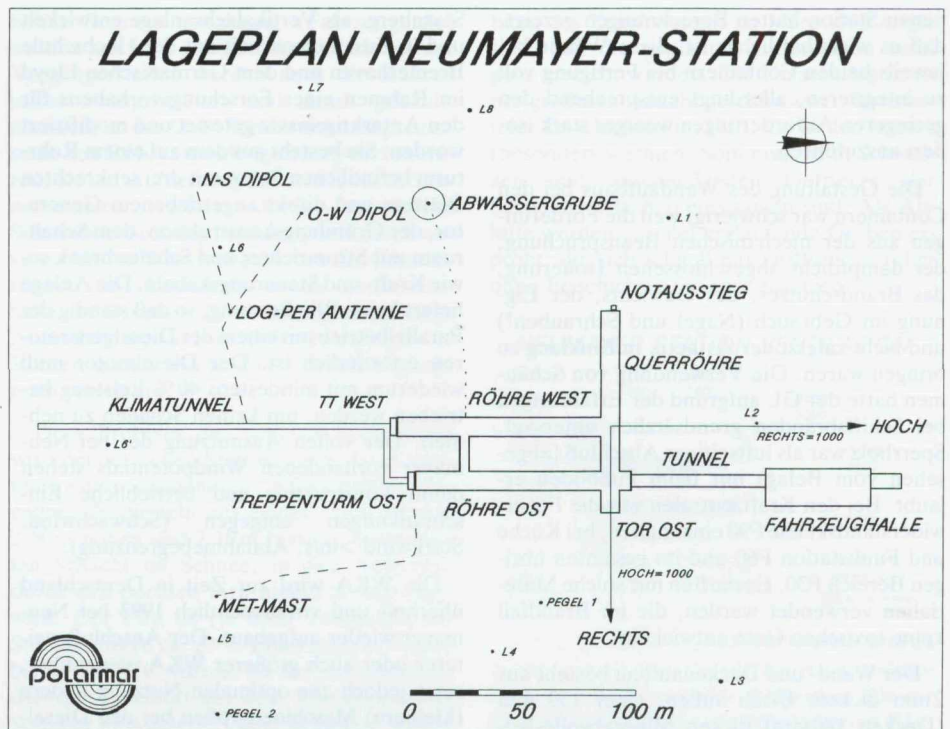 LAGEPLAN NEUMAYER-STATION
L7
L8
N-S DIPOL
O-W DIPOL
ABWASSERGRUBE
L1
L6
NOTAUSSTIEG
LOG-PER ANTENNE
QUERRÖHRE
KLIMATUNNEL
TT WEST
RÖHRE WEST
L2
HOCH
RECHTS=1000
L6
TUNNEL
TREPPENTURM OST
RÖHRE OST
FAHRZEUGHALLE
TOR OST
HOCH=1000
MET-MAST
PEGEL 1
RECHTS
L5
L4
L3
POLARMAR
PEGEL 2
0 50 100 m